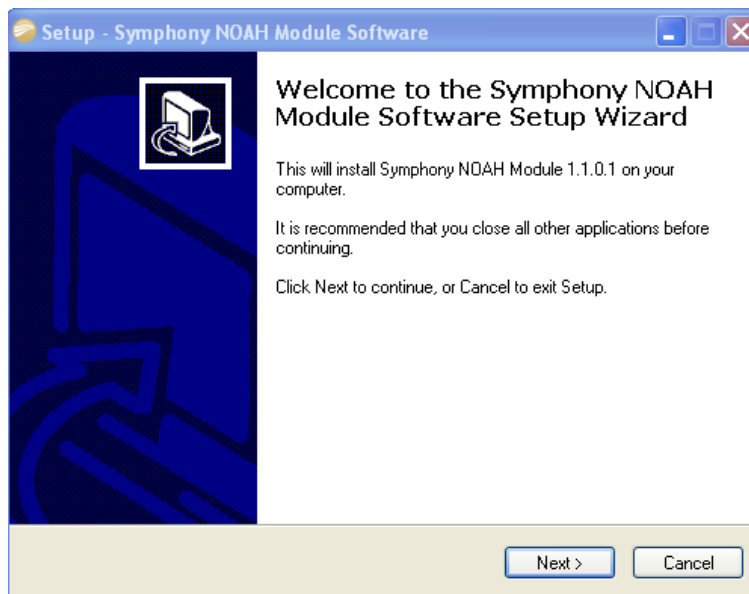 Setup - Symphony NOAH Module Software
Welcome to the Symphony NOAH
Module Software Setup Wizard
This will install Symphony NOAH Module 1.1.0.1 on your
computer.
It is recommended that you close all other applications before
continuing.
Click Next to continue, or Cancel to exit Setup.
Next >
Cancel